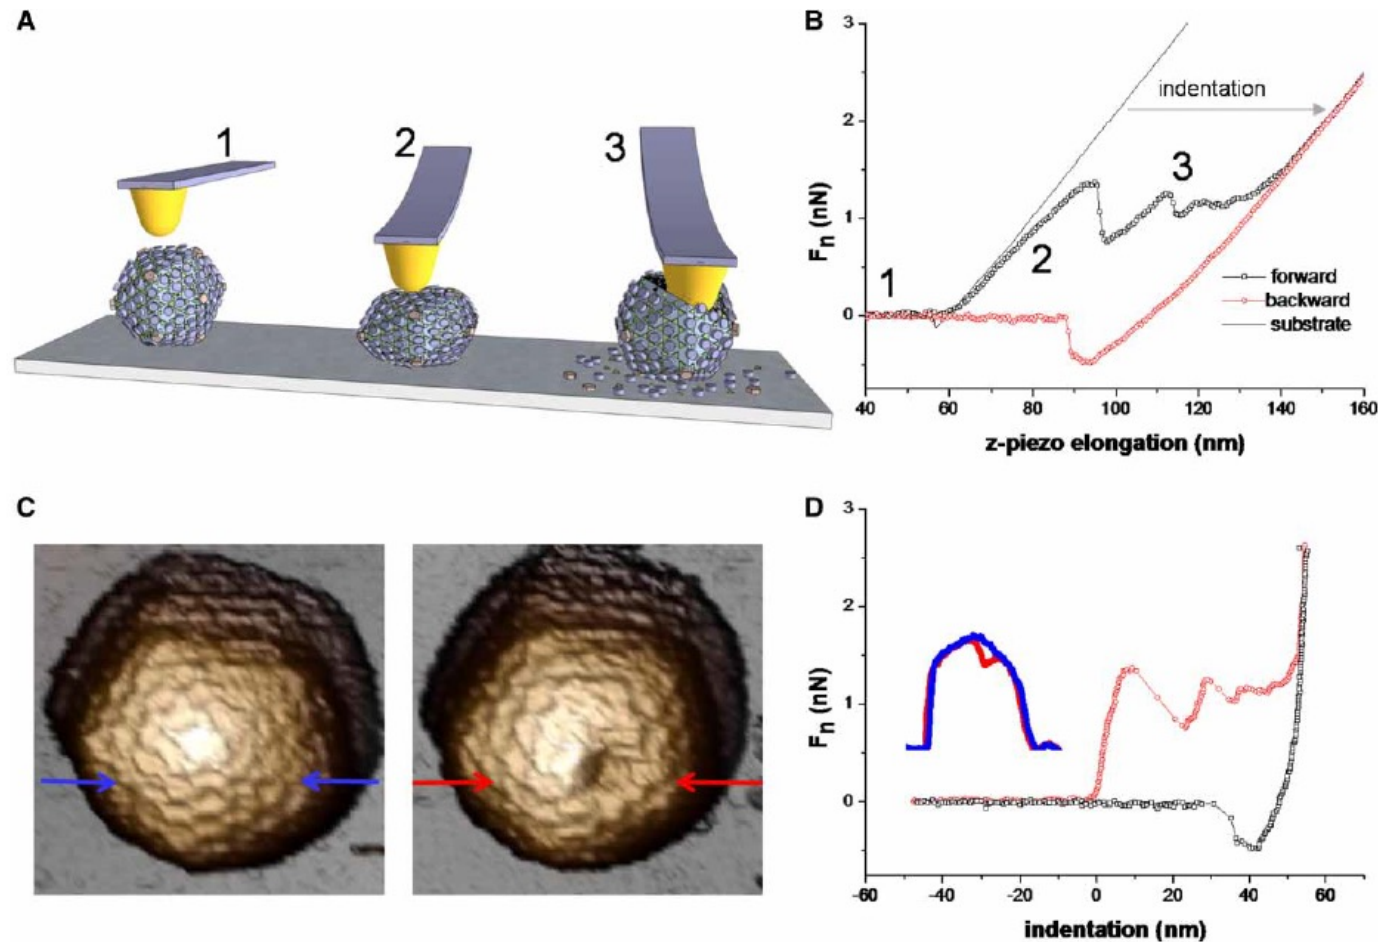 A
1
2
3
B
3
2
1
0
F_n (nN)
indentation
1
2
3
forward
backward
substrate
40
60
80
100
120
140
160
z-piezo elongation (nm)
C
D
3
2
1
0
F_n (nN)
-60
-40
-20
0
20
40
60
indentation (nm)